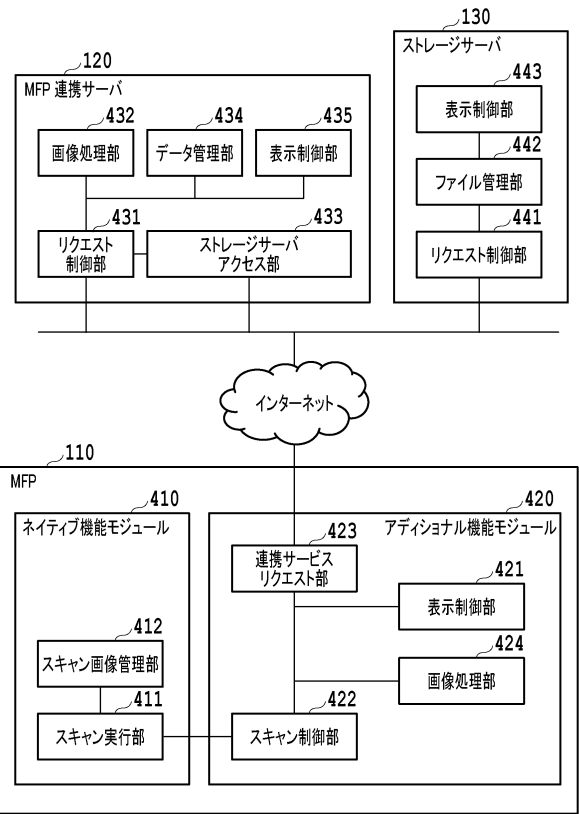 130
ストレージサーバ
443
表示制御部
442
ファイル管理部
441
リクエスト制御部
120
MFP 連携サーバ
432
画像処理部
434
データ管理部
435
表示制御部
431
リクエスト
制御部
433
ストレージサーバ
アクセス部
インターネット
110
MFP
410
ネイティブ機能モジュール
412
スキャン画像管理部
411
スキャン実行部
420
アディショナル機能モジュール
423
連携サービス
リクエスト部
421
表示制御部
424
画像処理部
422
スキャン制御部